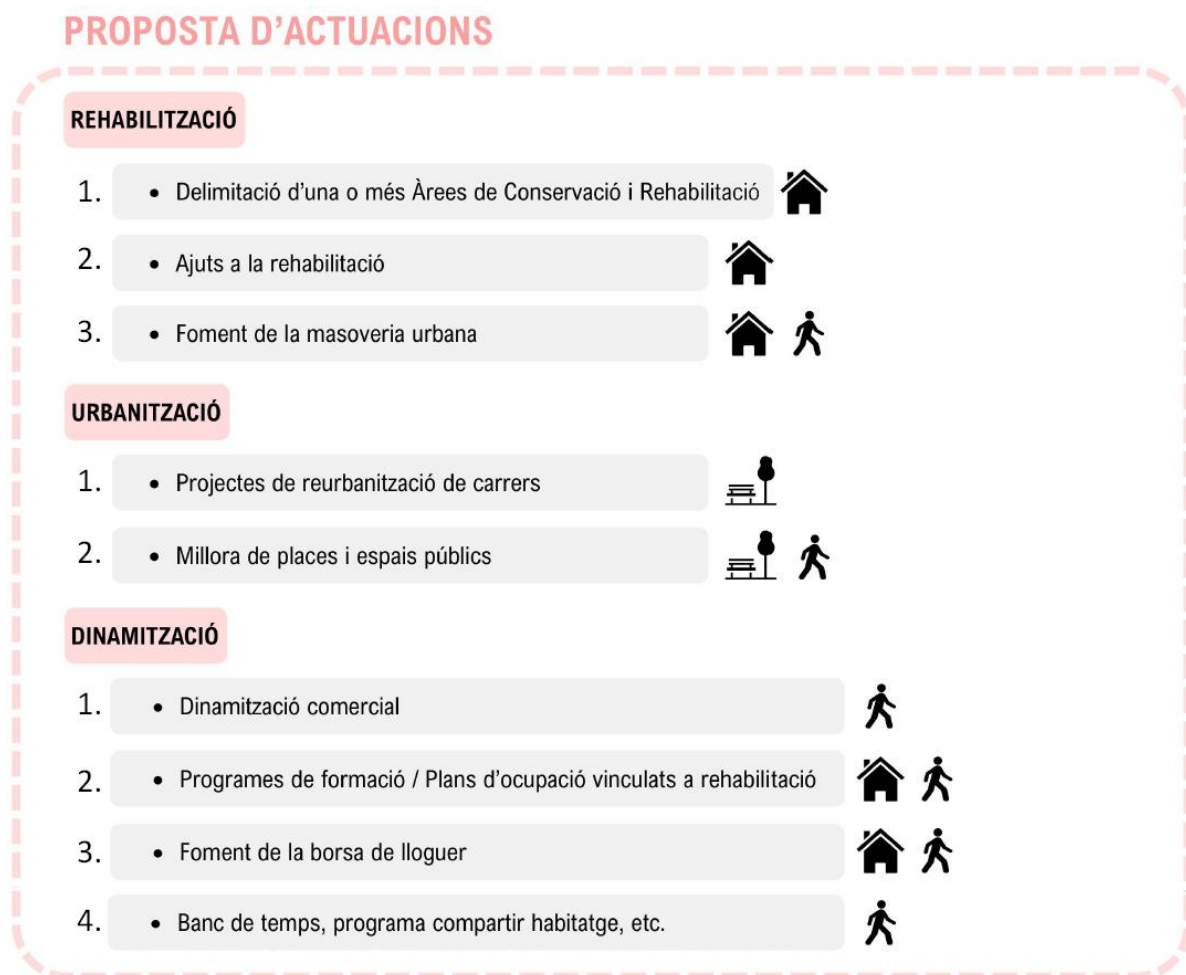 PROPOSTA D'ACTUACIONS
REHABILITZACIÓ
1. • Delimitació d'una o més Àrees de Conservació i Rehabilitació
2. • Ajuts a la rehabilitació
3. • Foment de la masoveria urbana
URBANITZACIÓ
1. • Projectes de reurbanització de carrers
2. • Millora de places i espais públics
DINAMITZACIÓ
1. • Dinamització comercial
2. • Programes de formació / Plans d'ocupació vinculats a rehabilitació
3. • Foment de la borsa de lloguer
4. • Banc de temps, programa compartir habitatge, etc.